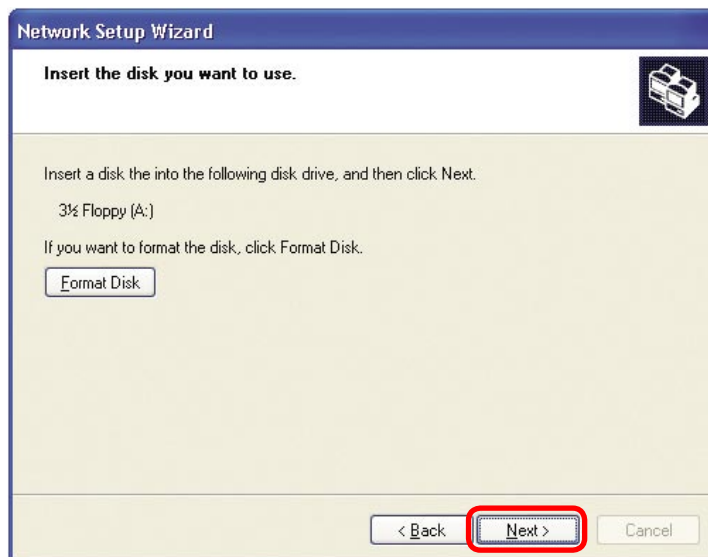 Network Setup Wizard
Insert the disk you want to use.
Insert a disk the into the following disk drive, and then click Next.
3½ Floppy (A:)
If you want to format the disk, click Format Disk.
Format Disk
< Back
Next >
Cancel